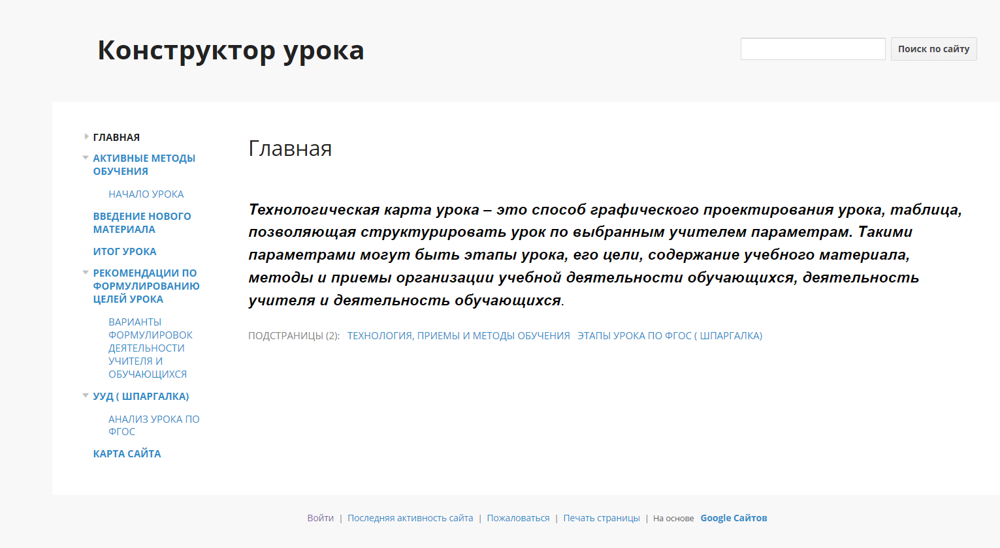 Конструктор урока
Поиск по сайту
ГЛАВНАЯ
АКТИВНЫЕ МЕТОДЫ
ОБУЧЕНИЯ
НАЧАЛО УРОКА
ВВЕДЕНИЕ НОВОГО
МАТЕРИАЛА
ИТОГ УРОКА
РЕКОМЕНДАЦИИ ПО
ФОРМУЛИРОВАНИЮ
ЦЕЛЕЙ УРОКА
ВАРИАНТЫ
ФОРМУЛИРОВОК
ДЕЯТЕЛЬНОСТИ
УЧИТЕЛЯ И
ОБУЧАЮЩИХСЯ
УУД ( ШПАРГАЛКА)
АНАЛИЗ УРОКА ПО
ФГОС
КАРТА САЙТА
Главная
Технологическая карта урока – это способ графического проектирования урока, таблица,
позволяющая структурировать урок по выбранным учителем параметрам. Такими
параметрами могут быть этапы урока, его цели, содержание учебного материала,
методы и приемы организации учебной деятельности обучающихся, деятельность
учителя и деятельность обучающихся.
ПОДСТРАНИЦЫ (2): ТЕХНОЛОГИЯ, ПРИЕМЫ И МЕТОДЫ ОБУЧЕНИЯ ЭТАПЫ УРОКА ПО ФГОС ( ШПАРГАЛКА)
Войти | Последняя активность сайта | Пожаловаться | Печать страницы | На основе Google Сайтов